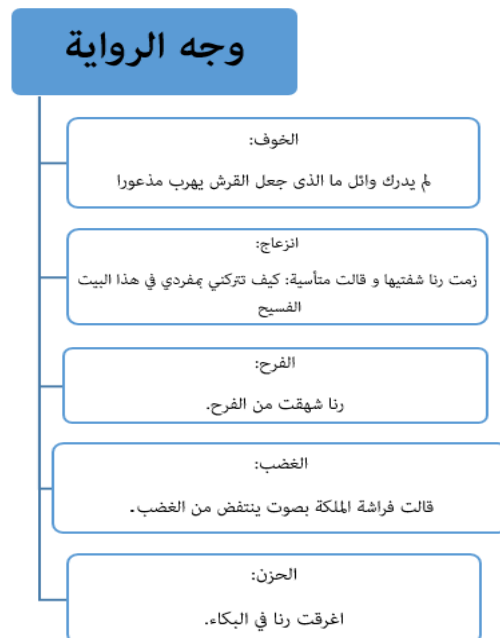 وجه الرواية
الخوف:
لم يدرك وائل ما الذى جعل القرش يهرب مذعورا
انزعاج:
زمت رنا شفتيها و قالت متأسية: كيف تتركني بمفردي في هذا البيت
الفسيح
الفرح:
رنا شهقت من الفرح.
الغضب:
قالت فراشة الملكة بصوت ينتفض من الغضب.
الحزن:
اغرقت رنا في البكاء.